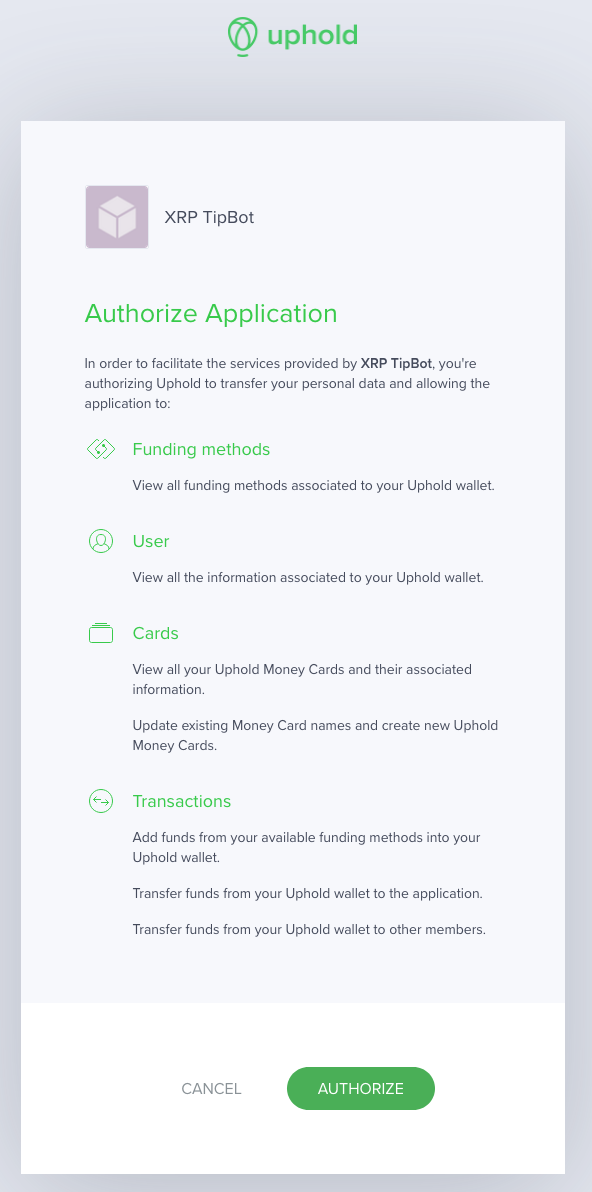 uphold
XRP TipBot
Authorize Application
In order to facilitate the services provided by XRP TipBot, you're
authorizing Uphold to transfer your personal data and allowing the
application to:
Funding methods
View all funding methods associated to your Uphold wallet.
User
View all the information associated to your Uphold wallet.
Cards
View all your Uphold Money Cards and their associated
information.
Update existing Money Card names and create new Uphold
Money Cards.
Transactions
Add funds from your available funding methods into your
Uphold wallet.
Transfer funds from your Uphold wallet to the application.
Transfer funds from your Uphold wallet to other members.
CANCEL AUTHORIZE